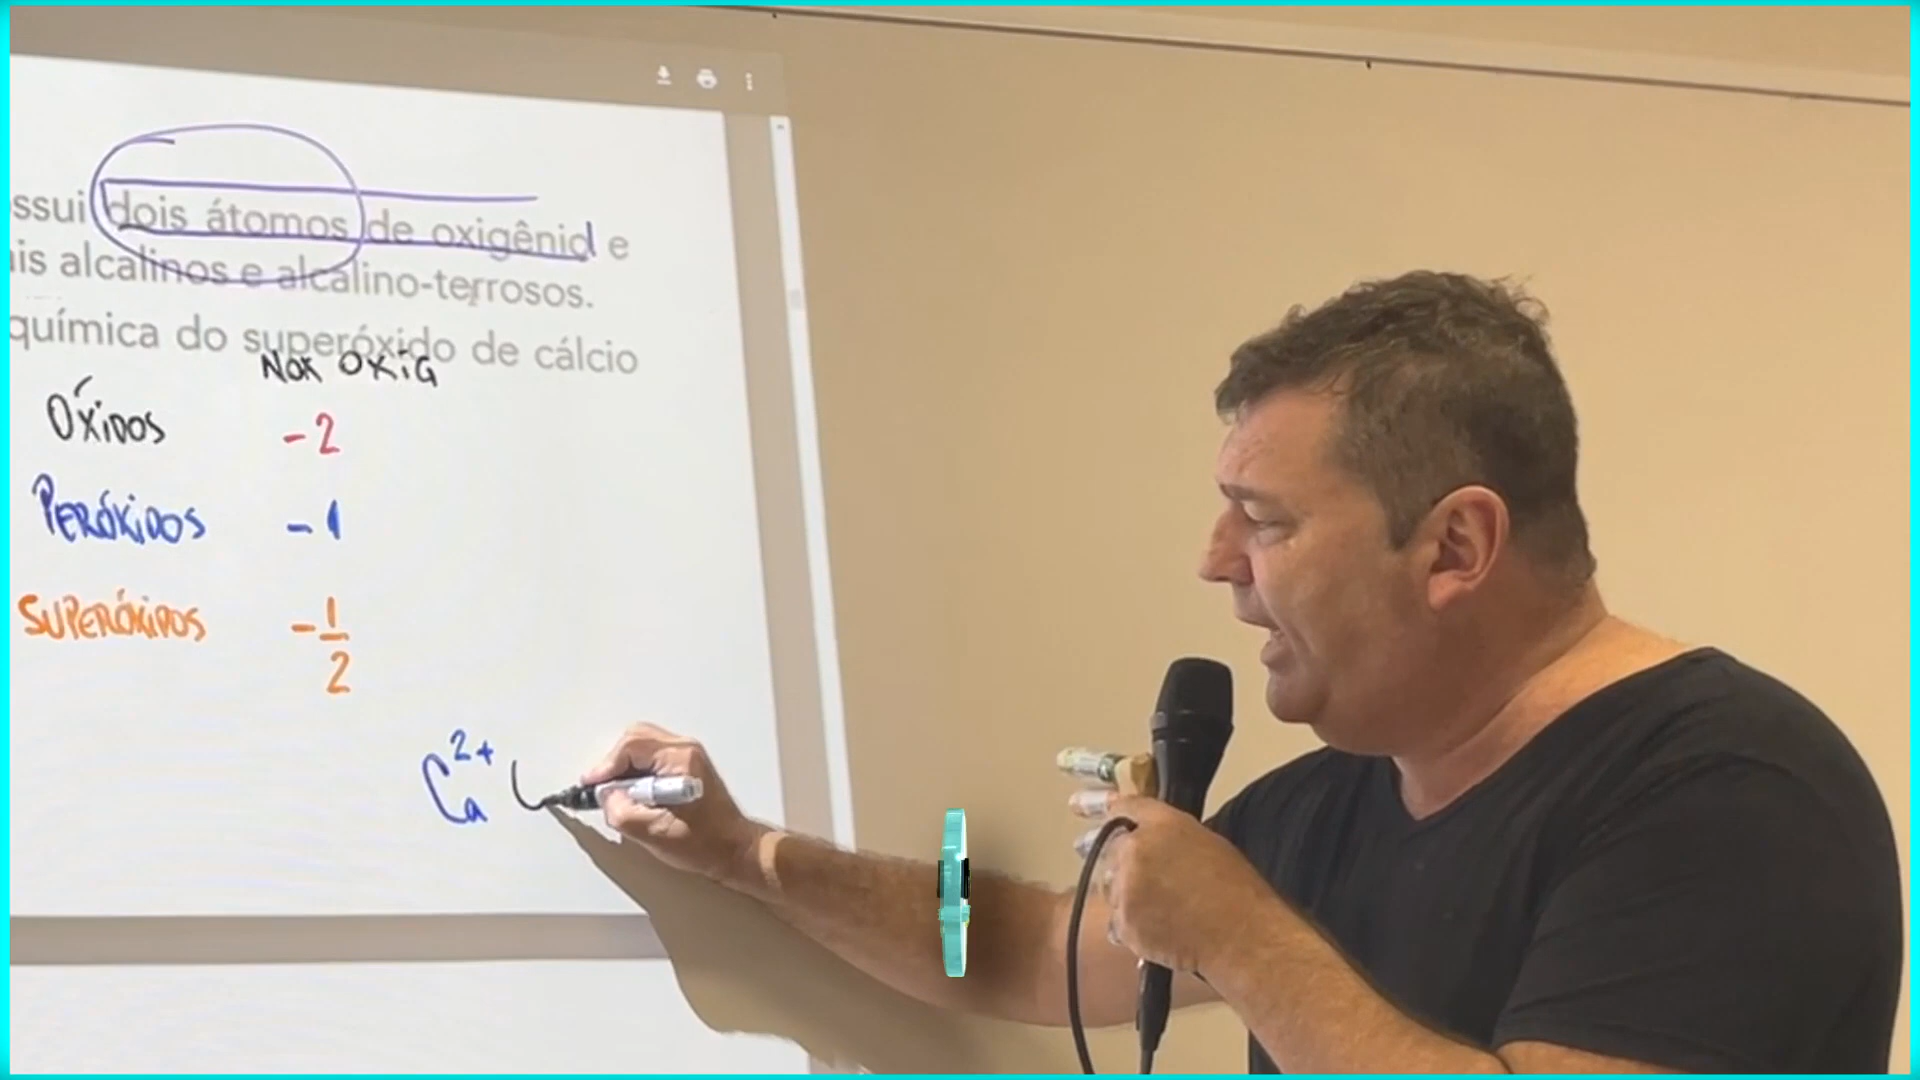 ssui dois átomos de oxigênio e
is alcalinos e alcalino-terrosos.
química do superóxido de cálcio
NOX OXIG
ÓXIDOS -2
PERÓXIDOS -1
SUPERÓXIDOS -1/2
Ca2+